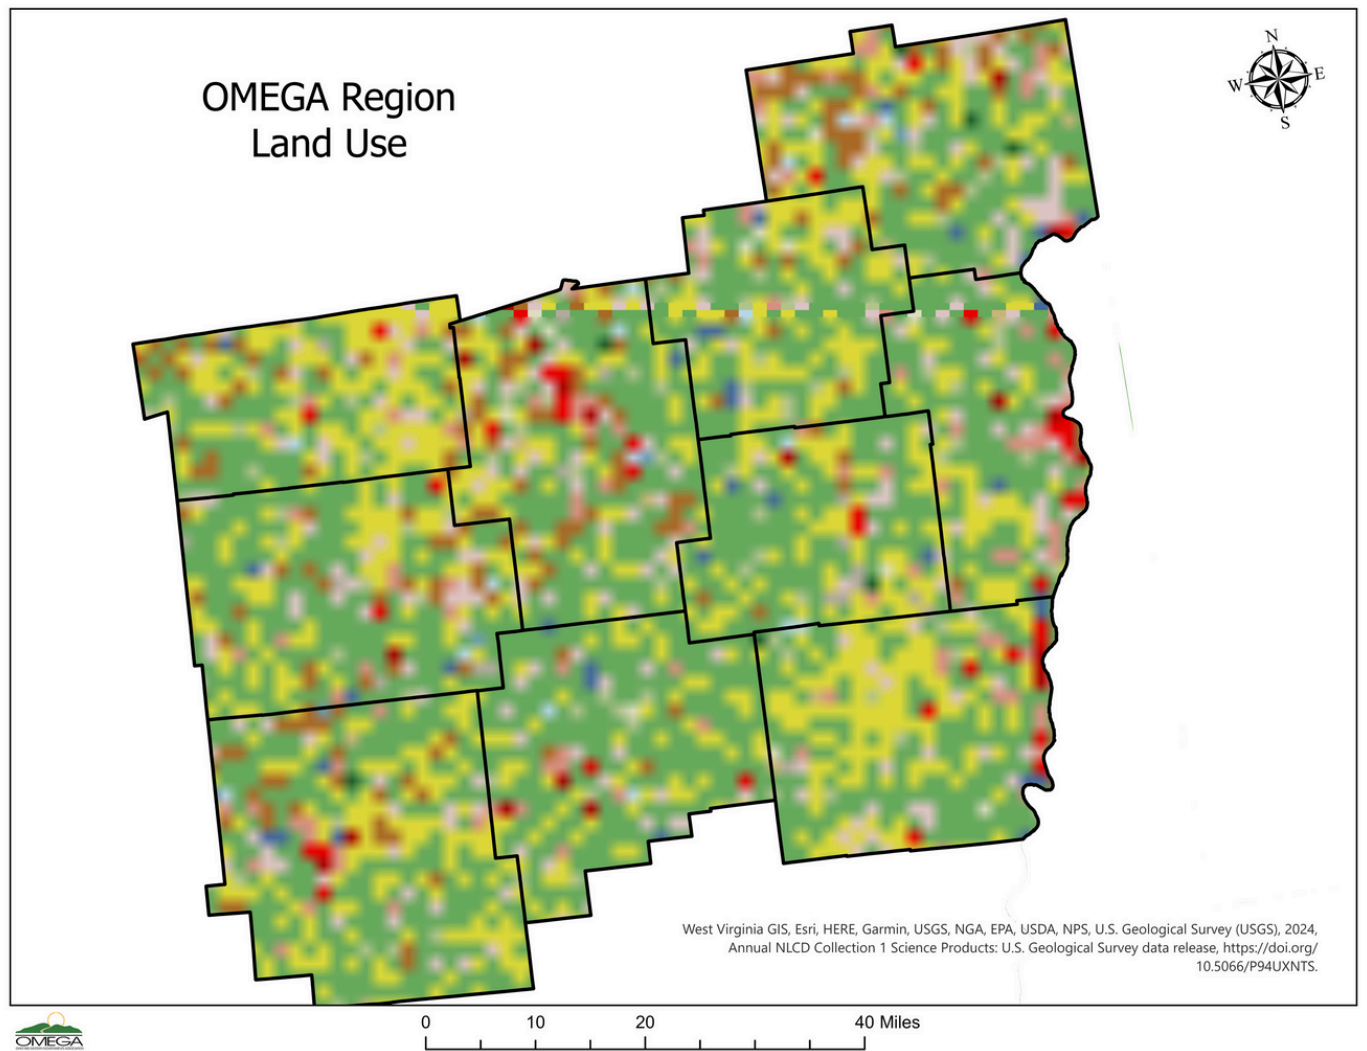 OMEGA Region
Land Use
N
W
E
S
West Virginia GIS, Esri, HERE, Garmin, USGS, NGA, EPA, USDA, NPS, U.S. Geological Survey (USGS), 2024,
Annual NLCD Collection 1 Science Products: U.S. Geological Survey data release, https://doi.org/
10.5066/P94UXNTS.
OMEGA
0 10 20 40 Miles